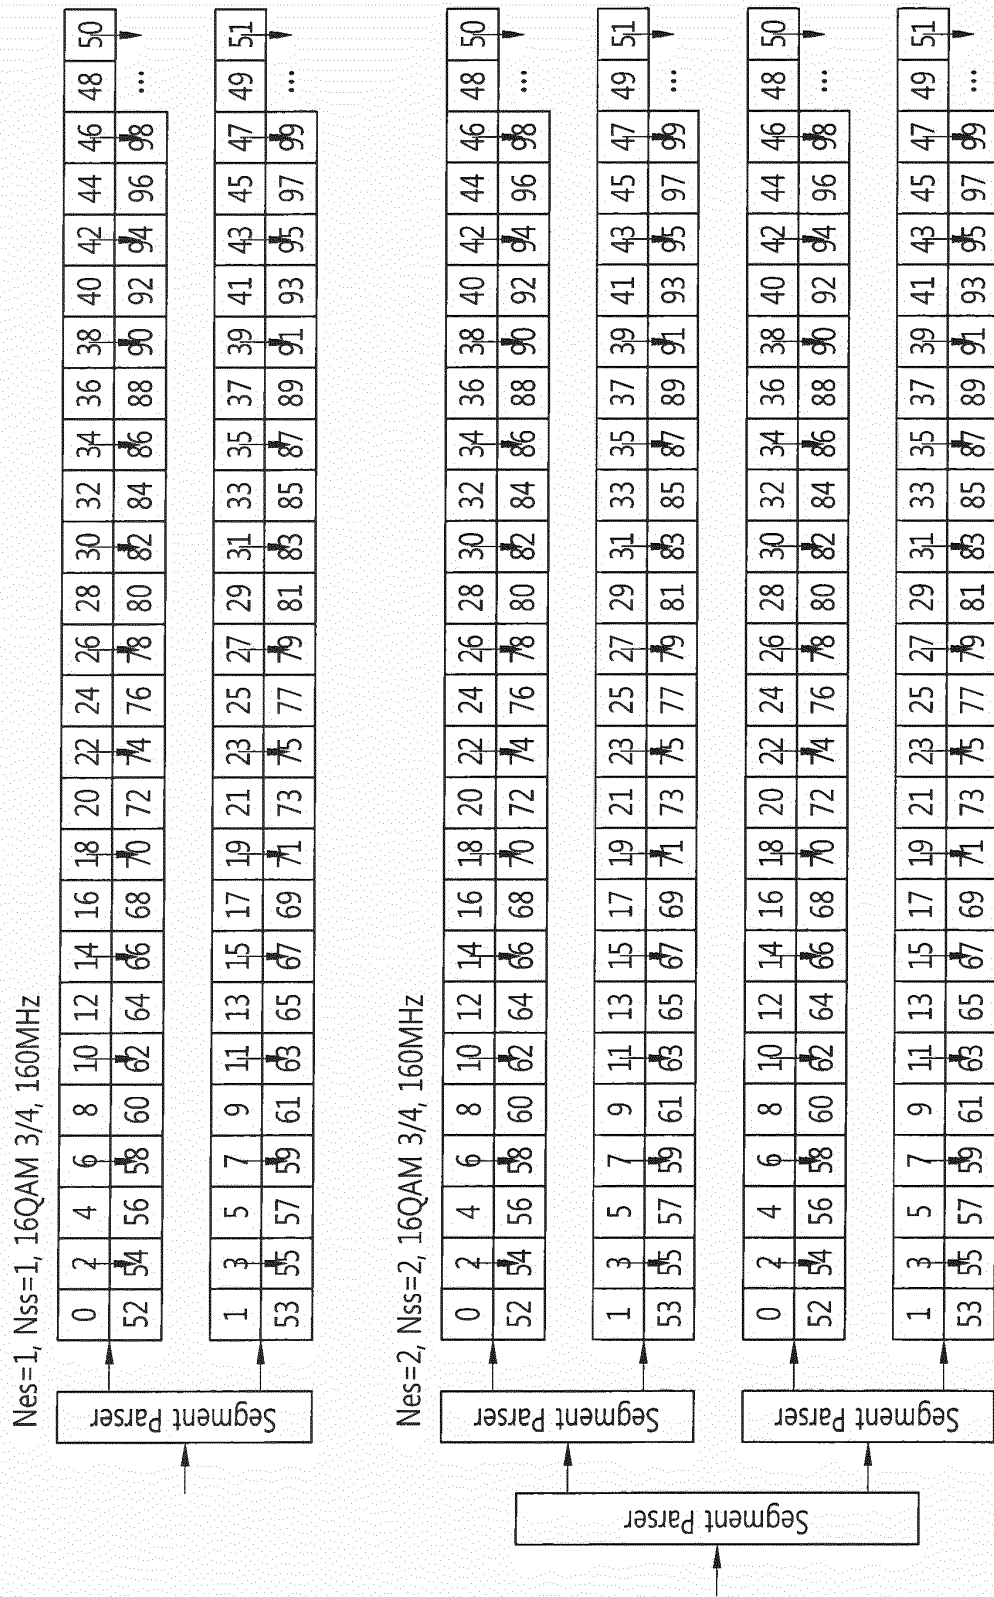 Nes=1, Nss=1, 16QAM 3/4, 160MHz
Segment Parser
0 2 4 6 8 10 12 14 16 18 20 22 24 26 28 30 32 34 36 38 40 42 44 46 48 50
52 54 56 58 60 62 64 66 68 70 72 74 76 78 80 82 84 86 88 90 92 94 96 98 ...
1 3 5 7 9 11 13 15 17 19 21 23 25 27 29 31 33 35 37 39 41 43 45 47 49 51
53 55 57 59 61 63 65 67 69 71 73 75 77 79 81 83 85 87 89 91 93 95 97 99 ...
Nes=2, Nss=2, 16QAM 3/4, 160MHz
Segment Parser
Segment Parser
0 2 4 6 8 10 12 14 16 18 20 22 24 26 28 30 32 34 36 38 40 42 44 46 48 50
52 54 56 58 60 62 64 66 68 70 72 74 76 78 80 82 84 86 88 90 92 94 96 98 ...
1 3 5 7 9 11 13 15 17 19 21 23 25 27 29 31 33 35 37 39 41 43 45 47 49 51
53 55 57 59 61 63 65 67 69 71 73 75 77 79 81 83 85 87 89 91 93 95 97 99 ...
Segment Parser
0 2 4 6 8 10 12 14 16 18 20 22 24 26 28 30 32 34 36 38 40 42 44 46 48 50
52 54 56 58 60 62 64 66 68 70 72 74 76 78 80 82 84 86 88 90 92 94 96 98 ...
1 3 5 7 9 11 13 15 17 19 21 23 25 27 29 31 33 35 37 39 41 43 45 47 49 51
53 55 57 59 61 63 65 67 69 71 73 75 77 79 81 83 85 87 89 91 93 95 97 99 ...